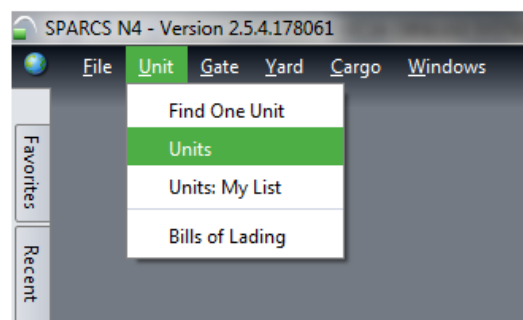 SPARCS N4 - Version 2.5.4.178061
File Unit Gate Yard Cargo Windows
Find One Unit
Units
Units: My List
Bills of Lading
Favorites
Recent